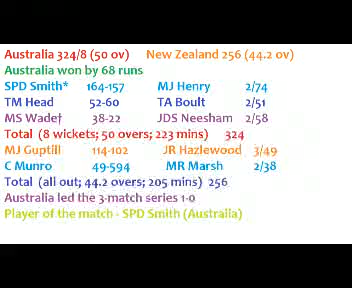 Australia 324/8 (50 ov) New Zealand 256 (44.2 ov)
Australia won by 68 runs
SPD Smith* 164-157 MJ Henry 2/74
TM Head 52-60 TA Boult 2/51
MS Wade† 38-22 JDS Neesham 2/58
Total (8 wickets; 50 overs; 223 mins) 324
MJ Guptill 114-102 JR Hazlewood 3/49
C Munro 49-594 MR Marsh 2/38
Total (all out; 44.2 overs; 205 mins) 256
Australia led the 3-match series 1-0
Player of the match - SPD Smith (Australia)